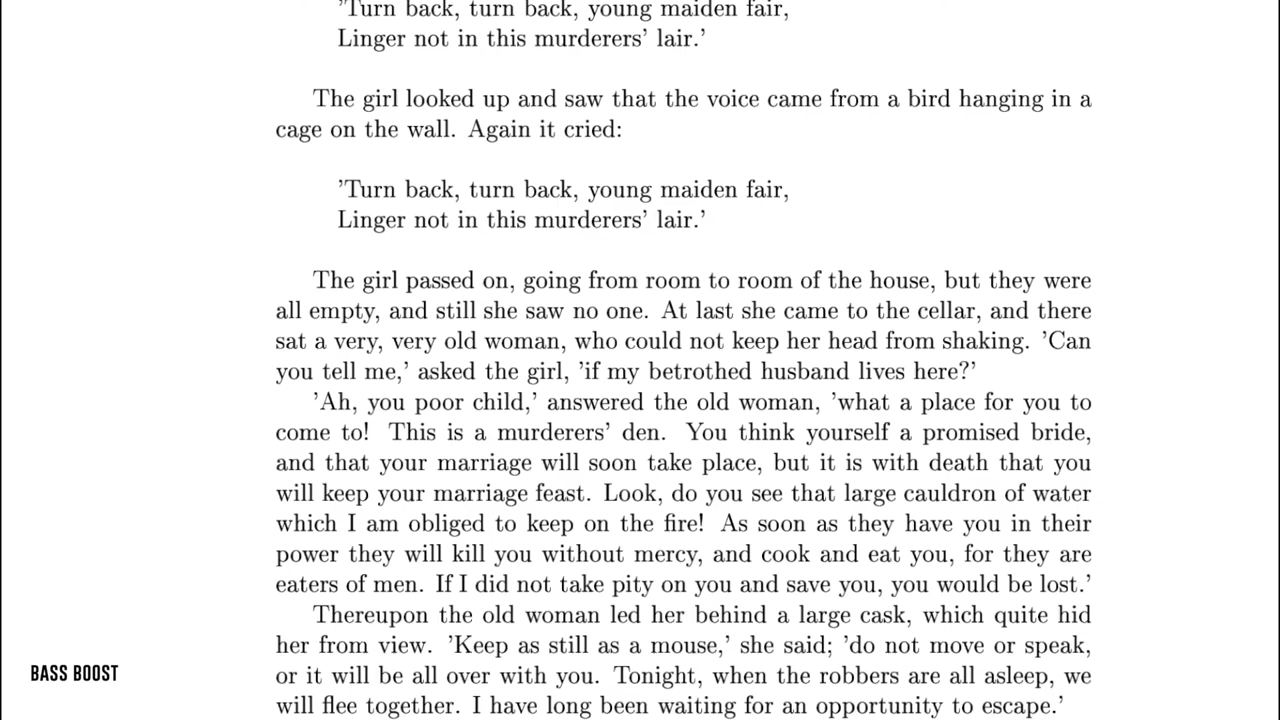 ’Turn back, turn back, young maiden fair,
Linger not in this murderers’ lair.’
The girl looked up and saw that the voice came from a bird hanging in a
cage on the wall. Again it cried:
’Turn back, turn back, young maiden fair,
Linger not in this murderers’ lair.’
The girl passed on, going from room to room of the house, but they were
all empty, and still she saw no one. At last she came to the cellar, and there
sat a very, very old woman, who could not keep her head from shaking. ’Can
you tell me,’ asked the girl, ’if my betrothed husband lives here?’
’Ah, you poor child,’ answered the old woman, ’what a place for you to
come to! This is a murderers’ den. You think yourself a promised bride,
and that your marriage will soon take place, but it is with death that you
will keep your marriage feast. Look, do you see that large cauldron of water
which I am obliged to keep on the fire! As soon as they have you in their
power they will kill you without mercy, and cook and eat you, for they are
eaters of men. If I did not take pity on you and save you, you would be lost.’
Thereupon the old woman led her behind a large cask, which quite hid
her from view. ’Keep as still as a mouse,’ she said; ’do not move or speak,
or it will be all over with you. Tonight, when the robbers are all asleep, we
will flee together. I have long been waiting for an opportunity to escape.’
BASS BOOST